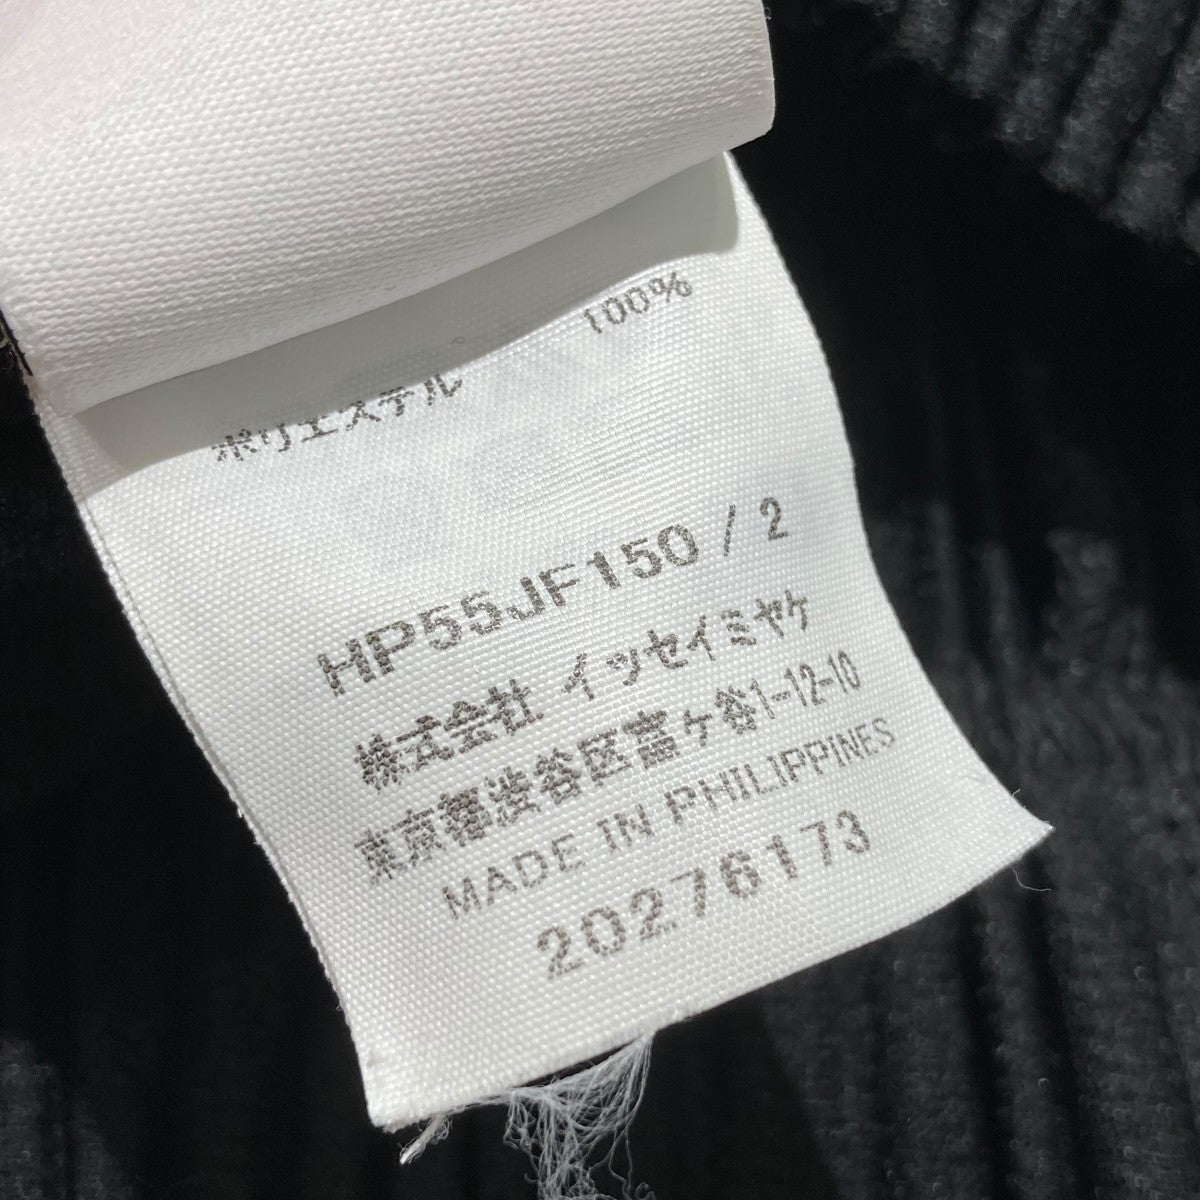 ポリエステル 100%
HP55JF150 / 2
株式会社 イッセイミヤケ
東京都渋谷区富ヶ谷1-12-10
MADE IN PHILIPPINES
20276173